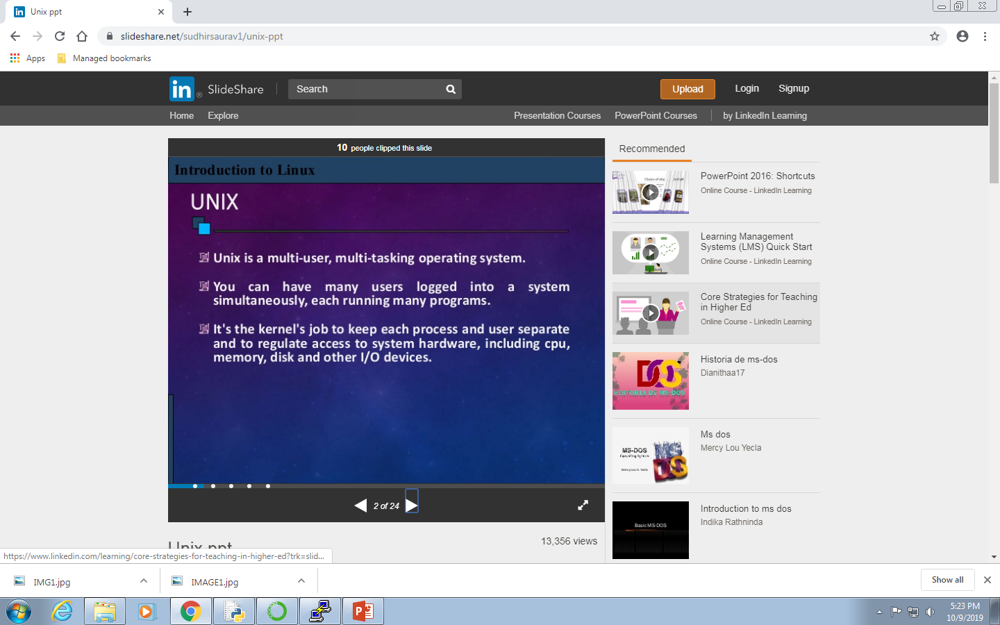 Unix ppt
slideshare.net/sudhirsaurav1/unix-ppt
Apps
Managed bookmarks
in ® SlideShare
Search
Upload
Login
Signup
Home
Explore
Presentation Courses
PowerPoint Courses
by LinkedIn Learning
10 people clipped this slide
Introduction to Linux
UNIX
Unix is a multi-user, multi-tasking operating system.
You can have many users logged into a system
simultaneously, each running many programs.
It's the kernel's job to keep each process and user separate
and to regulate access to system hardware, including cpu,
memory, disk and other I/O devices.
2 of 24
Unix ppt
13,356 views
Recommended
PowerPoint 2016: Shortcuts
Online Course - LinkedIn Learning
Learning Management
Systems (LMS) Quick Start
Online Course - LinkedIn Learning
Core Strategies for Teaching
in Higher Ed
Online Course - LinkedIn Learning
DOS
HISTORIA DE MS-DOS
Historia de ms-dos
Dianithaa17
MS-DOS
Operating System
Mercy Lou H. Yecla
MS
DOS
Ms dos
Mercy Lou Yecla
Basic MS DOS
Introduction to ms dos
Indika Rathninda
https://www.linkedin.com/learning/core-strategies-for-teaching-in-higher-ed?trk=slid...
IMG1.jpg
IMAGE1.jpg
Show all
5:23 PM
10/9/2019